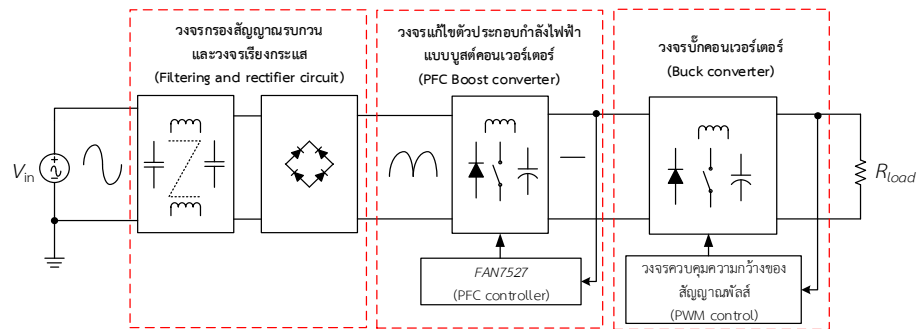 วงจรกรองสัญญาณรบกวน
และวงจรเรียงกระแส
(Filtering and rectifier circuit)
วงจรแก้ไขตัวประกอบกำลังไฟฟ้า
แบบบูสต์คอนเวอร์เตอร์
(PFC Boost converter)
วงจรบั๊กคอนเวอร์เตอร์
(Buck converter)
Vin
Rload
FAN7527
(PFC controller)
วงจรควบคุมความกว้างของ
สัญญาณพัลส์
(PWM control)